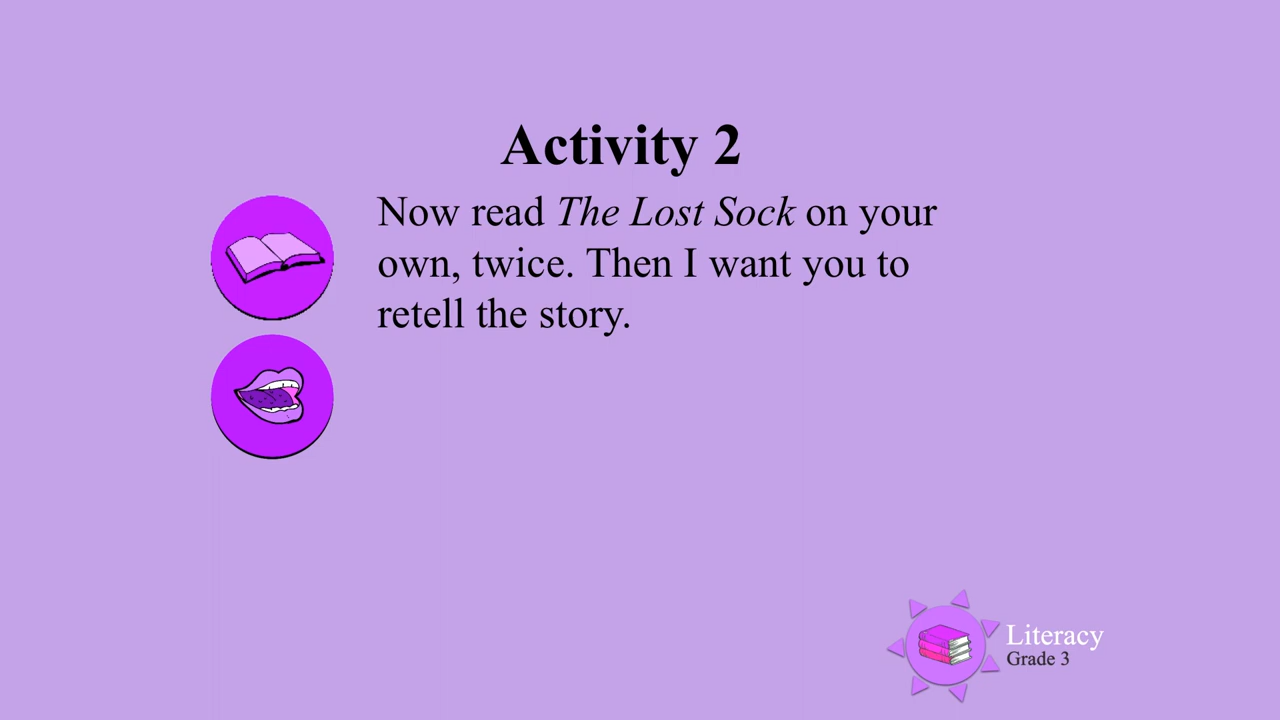 Activity 2
Now read The Lost Sock on your
own, twice. Then I want you to
retell the story.
Literacy
Grade 3